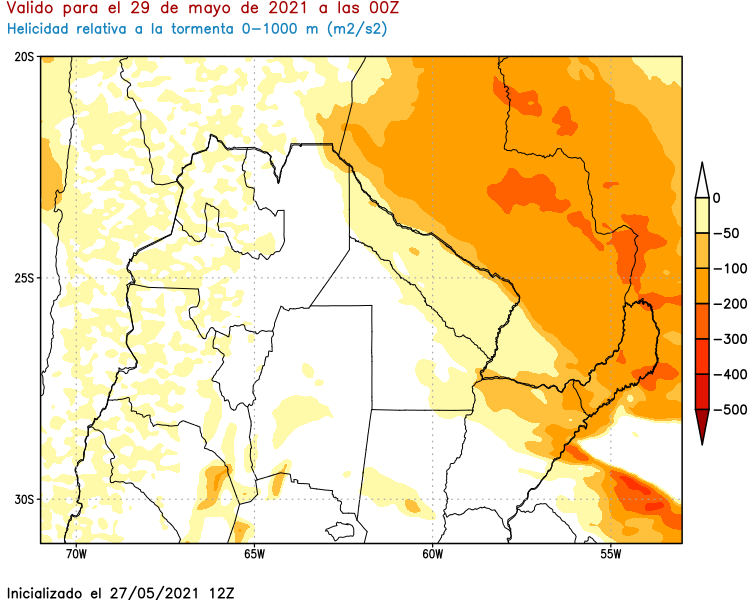 Valido para el 29 de mayo de 2021 a las 00Z
Helicidad relativa a la tormenta 0-1000 m (m2/s2)
20S
25S
30S
70W
65W
60W
55W
0
-50
-100
-200
-300
-400
-500
Inicializado el 27/05/2021 12Z